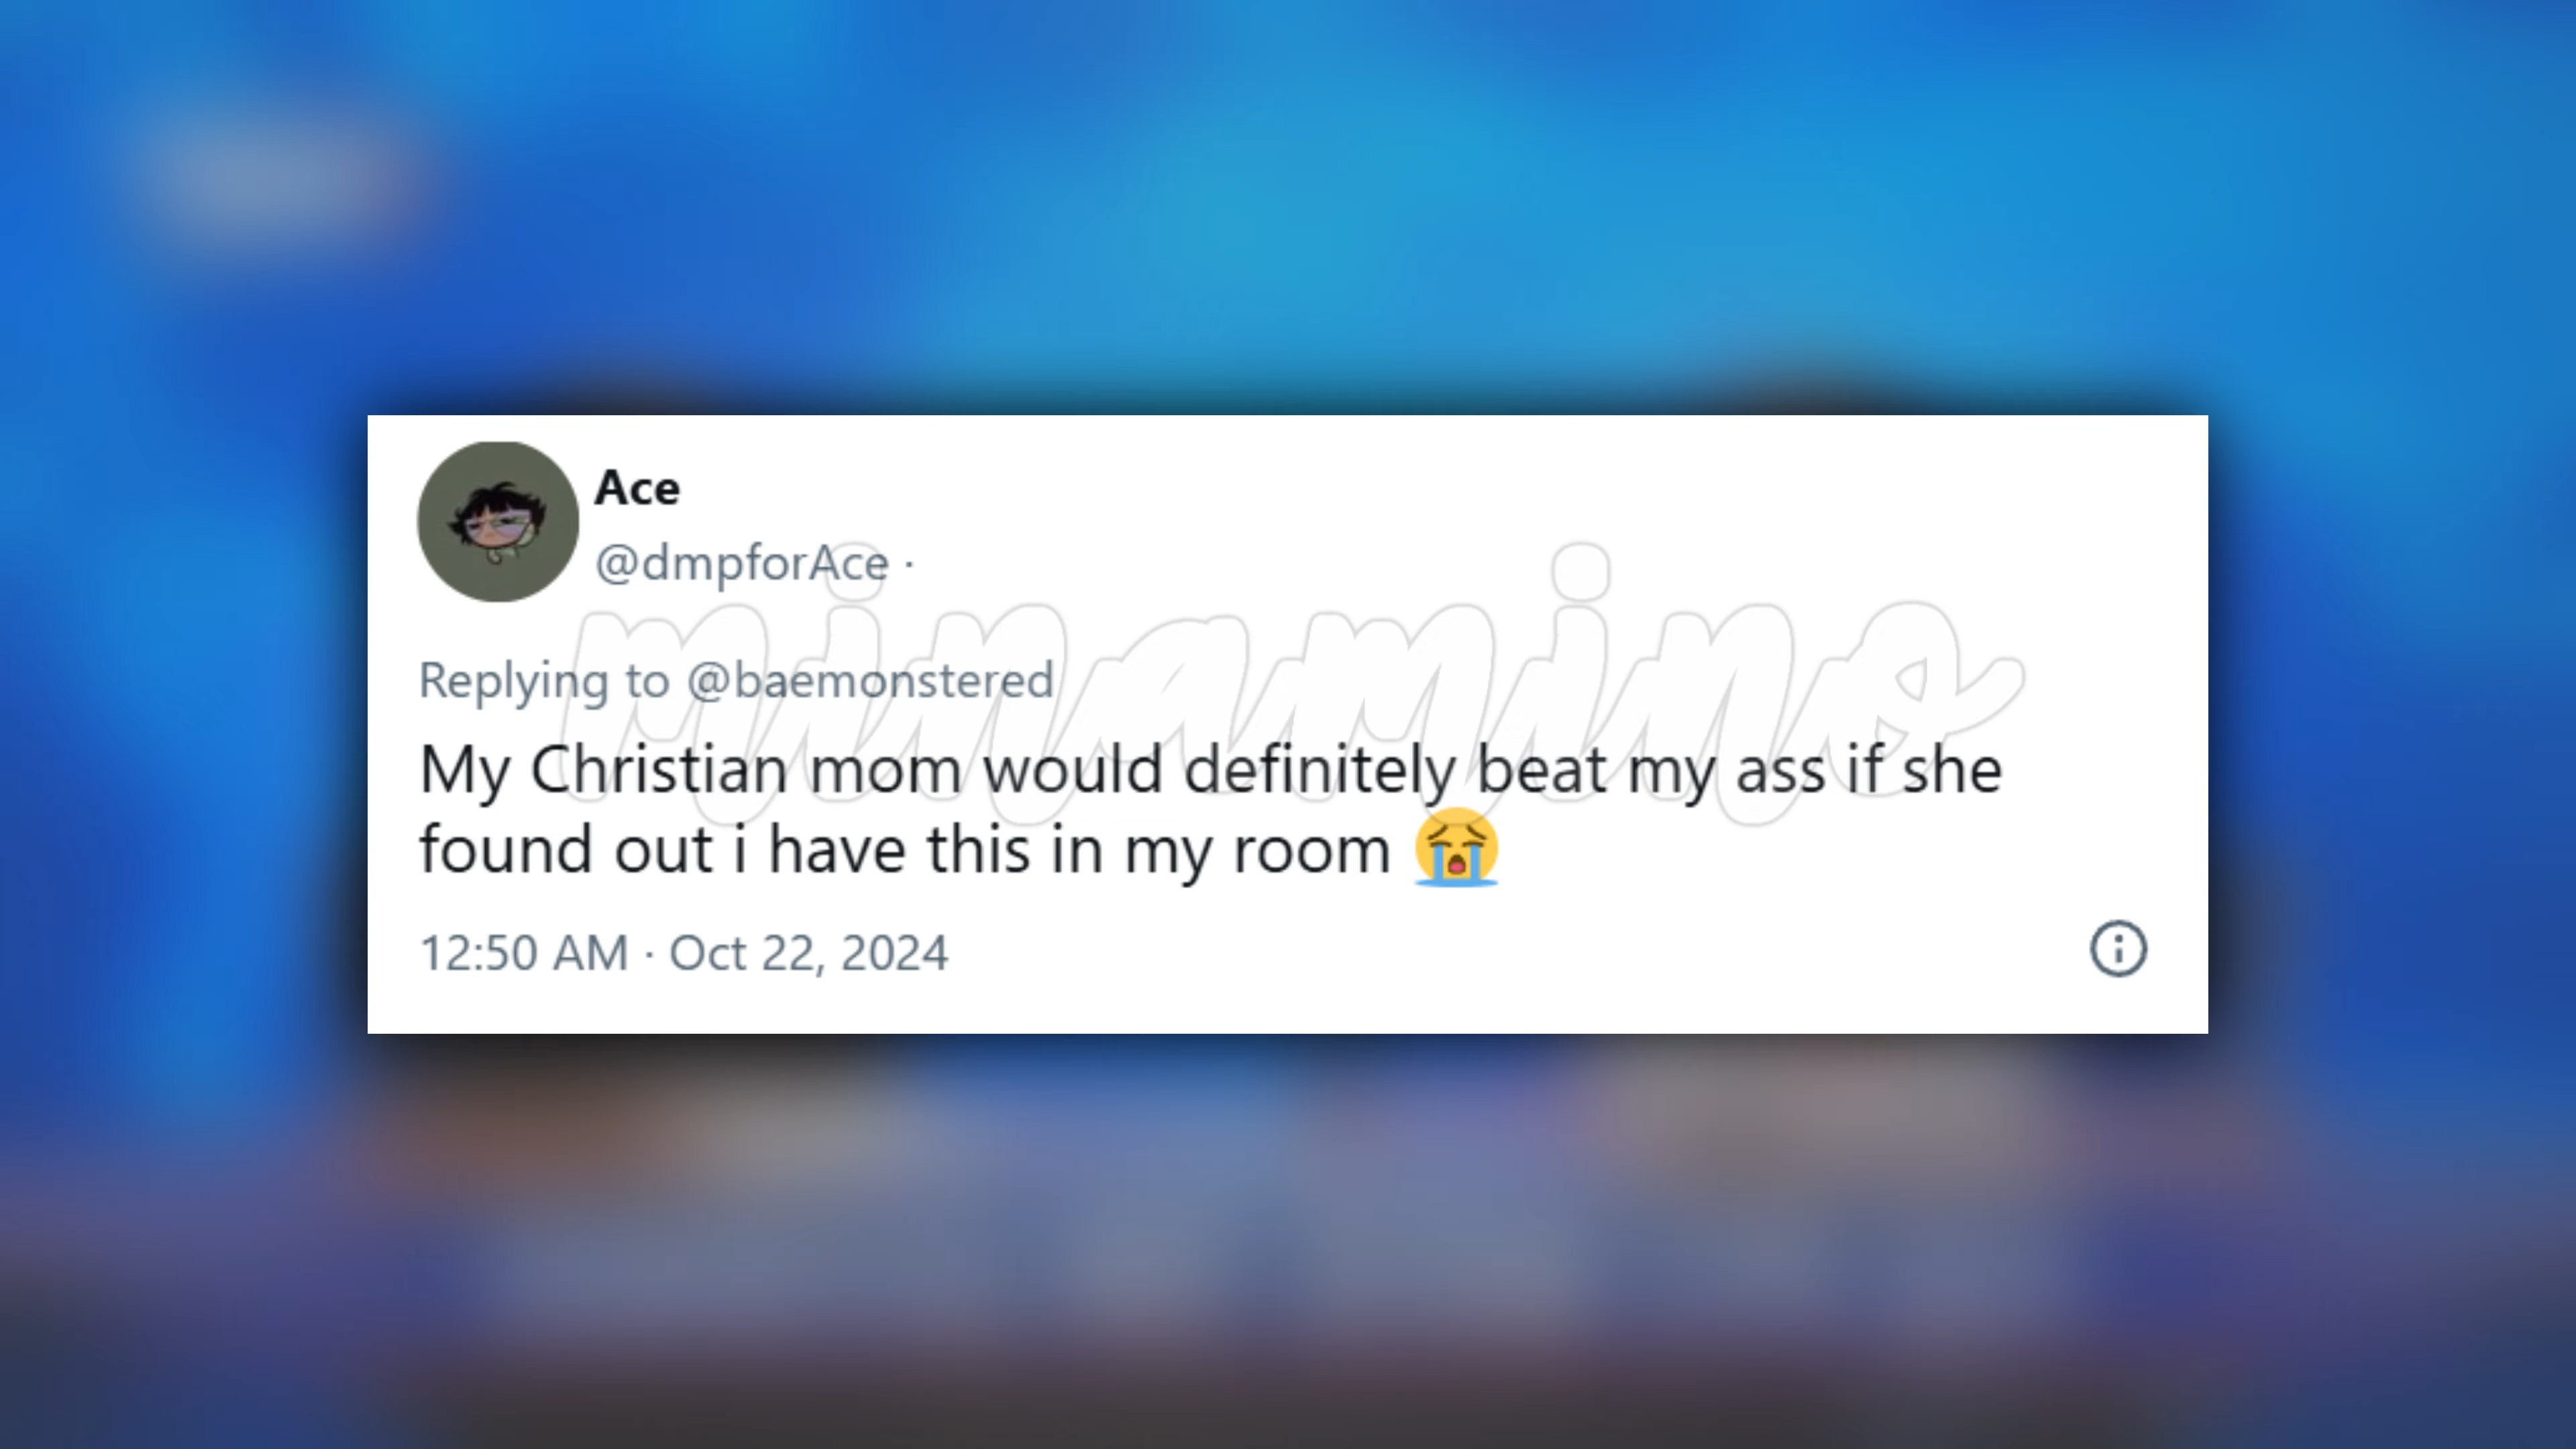 Ace
@dmpforAce ·
minamino
Replying to @baemonstered
My Christian mom would definitely beat my ass if she
found out i have this in my room 😭
12:50 AM · Oct 22, 2024